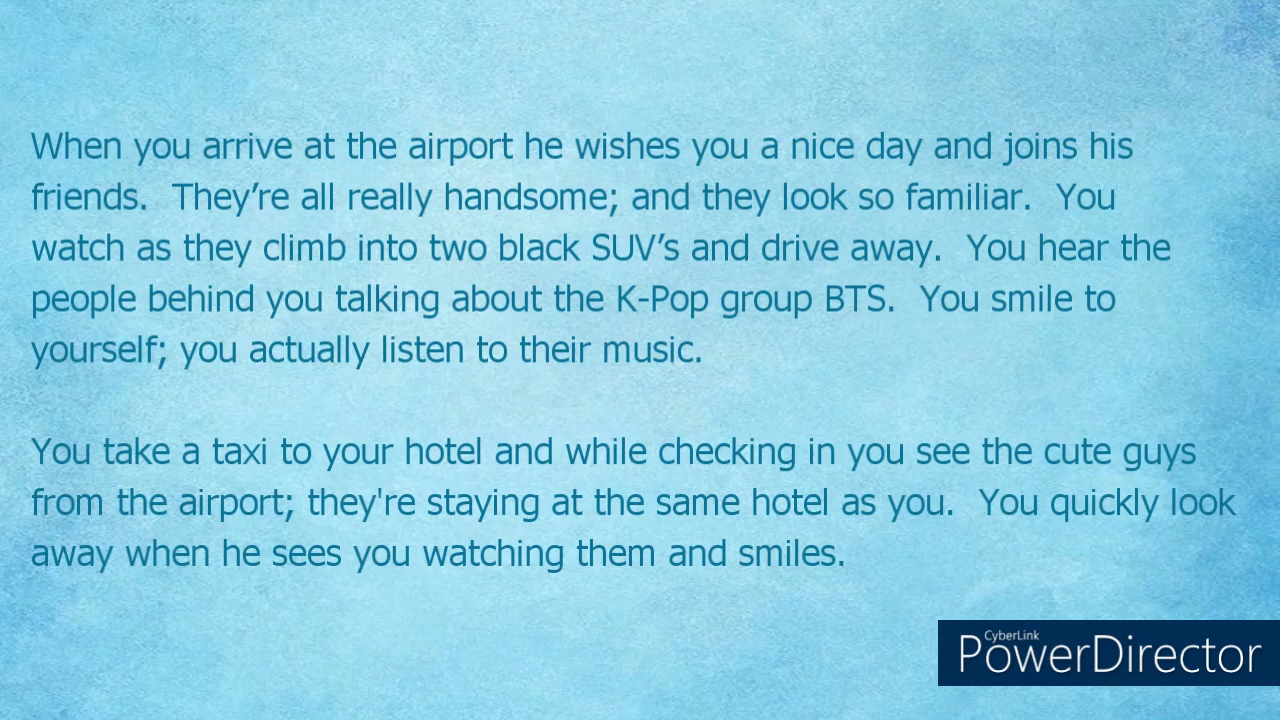 When you arrive at the airport he wishes you a nice day and joins his
friends.  They’re all really handsome; and they look so familiar.  You
watch as they climb into two black SUV’s and drive away.  You hear the
people behind you talking about the K-Pop group BTS.  You smile to
yourself; you actually listen to their music.
You take a taxi to your hotel and while checking in you see the cute guys
from the airport; they're staying at the same hotel as you.  You quickly look
away when he sees you watching them and smiles.
CyberLink
PowerDirector